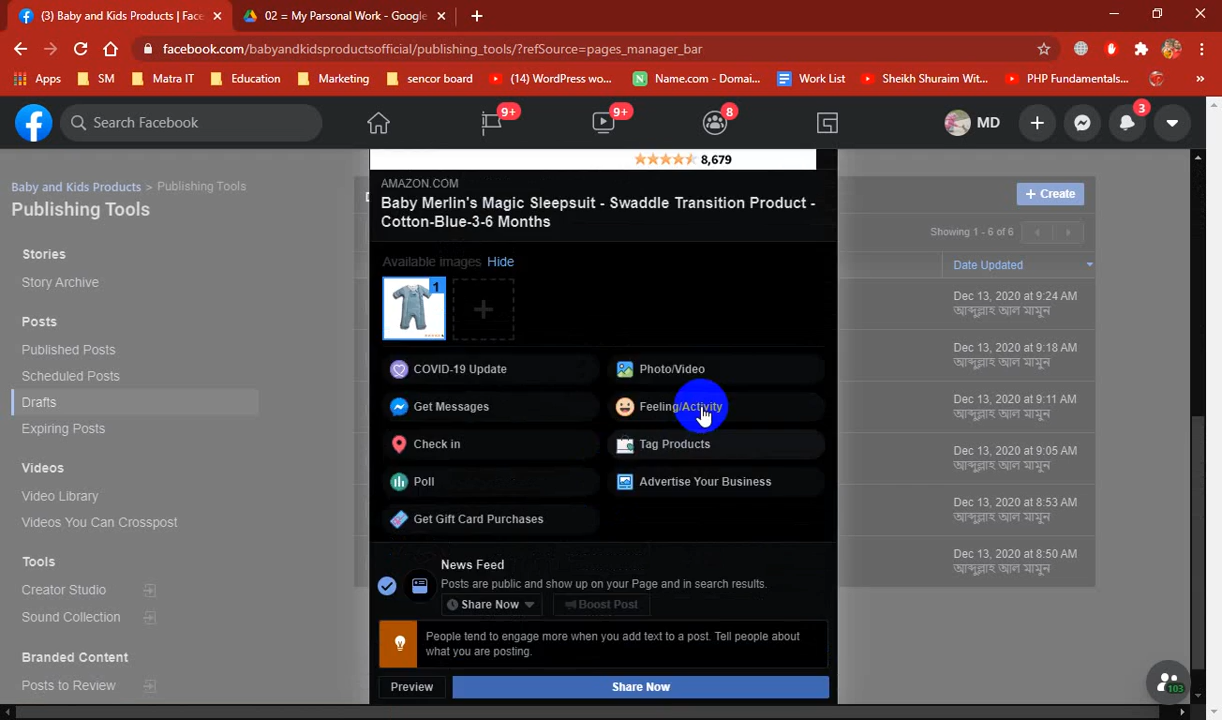 (3) Baby and Kids Products | Face
02 = My Parsonal Work - Google
facebook.com/babyandkidsproductsofficial/publishing_tools/?refSource=pages_manager_bar
Apps
SM
Matra IT
Education
Marketing
sencor board
(14) WordPress wo...
Name.com - Domai...
Work List
Sheikh Shuraim Wit...
PHP Fundamentals...
»
Search Facebook
9+
9+
8
MD
3
Baby and Kids Products > Publishing Tools
Publishing Tools
Stories
Story Archive
Posts
Published Posts
Scheduled Posts
Drafts
Expiring Posts
Videos
Video Library
Videos You Can Crosspost
Tools
Creator Studio
Sound Collection
Branded Content
Posts to Review
8,679
AMAZON.COM
Baby Merlin's Magic Sleepsuit - Swaddle Transition Product -
Cotton-Blue-3-6 Months
Available images Hide
1
COVID-19 Update
Photo/Video
Get Messages
Feeling/Activity
Check in
Tag Products
Poll
Advertise Your Business
Get Gift Card Purchases
News Feed
Posts are public and show up on your Page and in search results.
Share Now
Boost Post
People tend to engage more when you add text to a post. Tell people about
what you are posting.
Preview
Share Now
+ Create
Showing 1 - 6 of 6
Date Updated
Dec 13, 2020 at 9:24 AM
আব্দুল্লাহ আল মামুন
Dec 13, 2020 at 9:18 AM
আব্দুল্লাহ আল মামুন
Dec 13, 2020 at 9:11 AM
আব্দুল্লাহ আল মামুন
Dec 13, 2020 at 9:05 AM
আব্দুল্লাহ আল মামুন
Dec 13, 2020 at 8:53 AM
আব্দুল্লাহ আল মামুন
Dec 13, 2020 at 8:50 AM
আব্দুল্লাহ আল মামুন
103